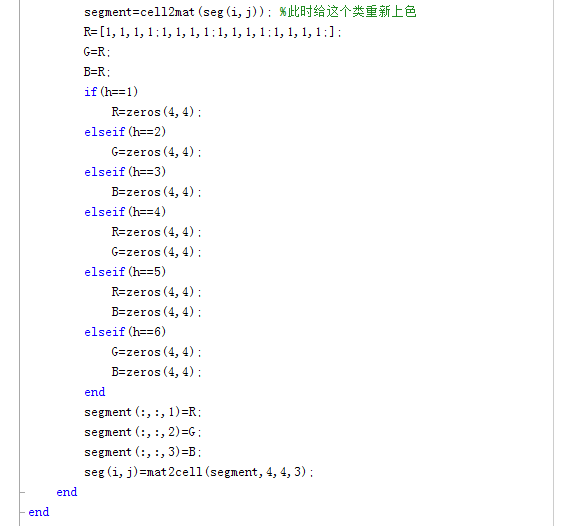 segment=cell2mat(seg(i,j)); %此时给这个类重新上色
R=[1,1,1,1;1,1,1,1;1,1,1,1;1,1,1,1;];
G=R;
B=R;
if(h==1)
R=zeros(4,4);
elseif(h==2)
G=zeros(4,4);
elseif(h==3)
B=zeros(4,4);
elseif(h==4)
R=zeros(4,4);
G=zeros(4,4);
elseif(h==5)
R=zeros(4,4);
B=zeros(4,4);
elseif(h==6)
G=zeros(4,4);
B=zeros(4,4);
end
segment(:,:,1)=R;
segment(:,:,2)=G;
segment(:,:,3)=B;
seg(i,j)=mat2cell(segment,4,4,3);
end
end